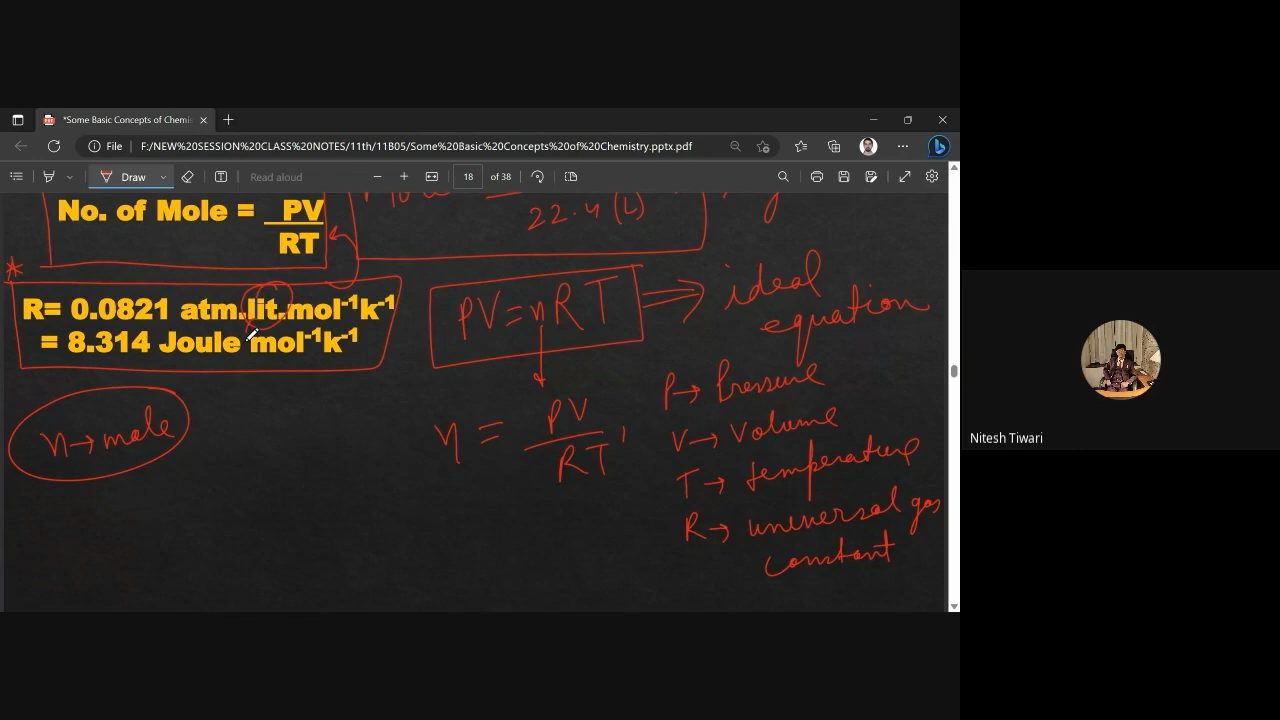 *Some Basic Concepts of Chemis
File
F:/NEW%20SESSION%20CLASS%20NOTES/11th/11B05/Some%20Basic%20Concepts%20of%20Chemistry.pptx.pdf
Draw
Read aloud
18 of 38
No. of Mole = PV
RT
22.4 (L)
*
R= 0.0821 atm.lit.mol⁻¹k⁻¹
= 8.314 Joule mol⁻¹k⁻¹
n → mole
PV = nRT ⇒ ideal
equation
n = PV
RT
P → Pressure
V → Volume
T → temperature
R → universal gas
constant
Nitesh Tiwari